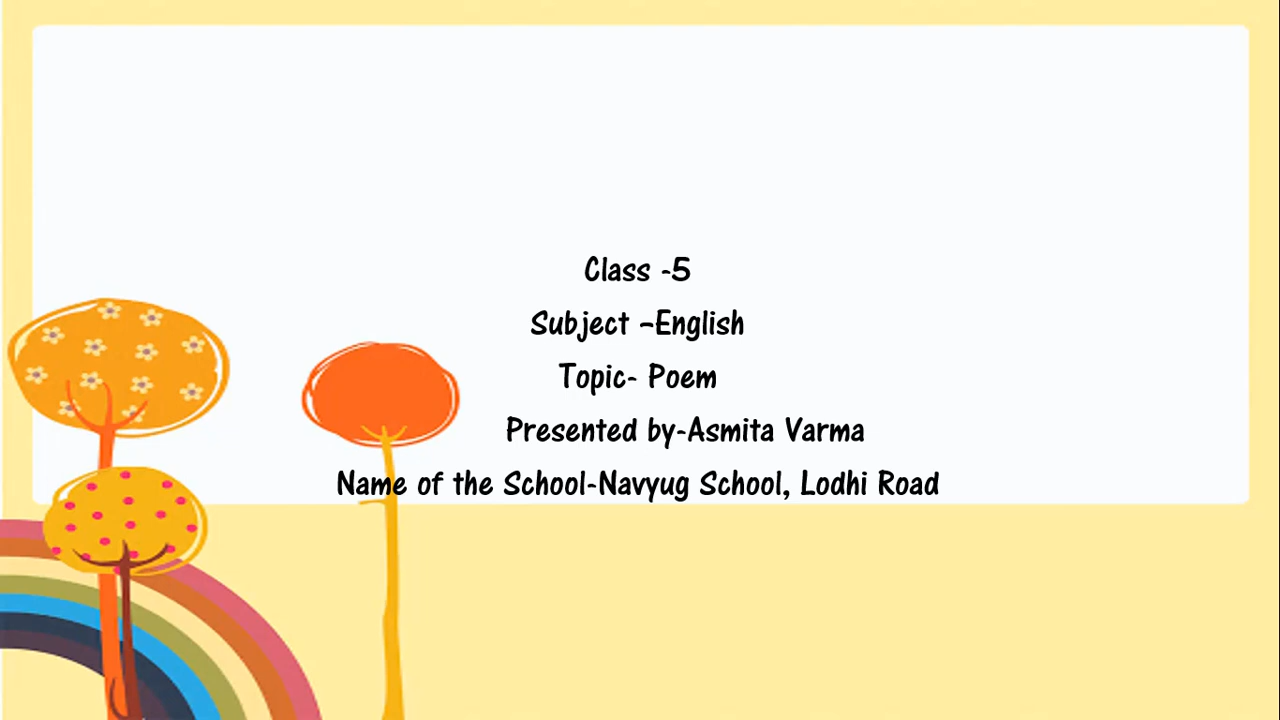 Class -5
Subject –English
Topic- Poem
Presented by-Asmita Varma
Name of the School-Navyug School, Lodhi Road